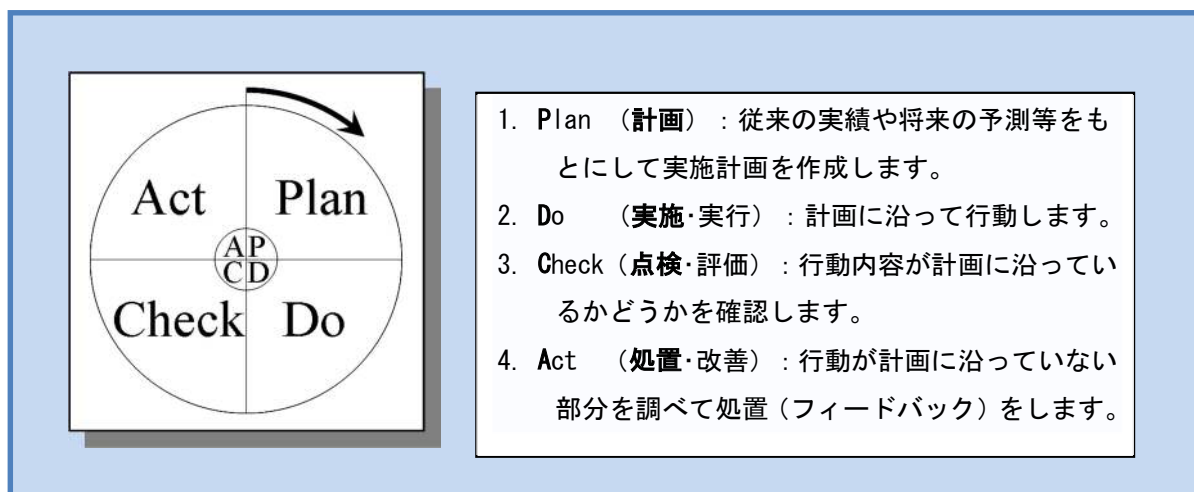 Act Plan
A P
C D
Check Do
1. Plan （計画）：従来の実績や将来の予測等をも
とにして実施計画を作成します。
2. Do （実施･実行）：計画に沿って行動します。
3. Check（点検･評価）：行動内容が計画に沿ってい
るかどうかを確認します。
4. Act （処置･改善）：行動が計画に沿っていない
部分を調べて処置（フィードバック）をします。